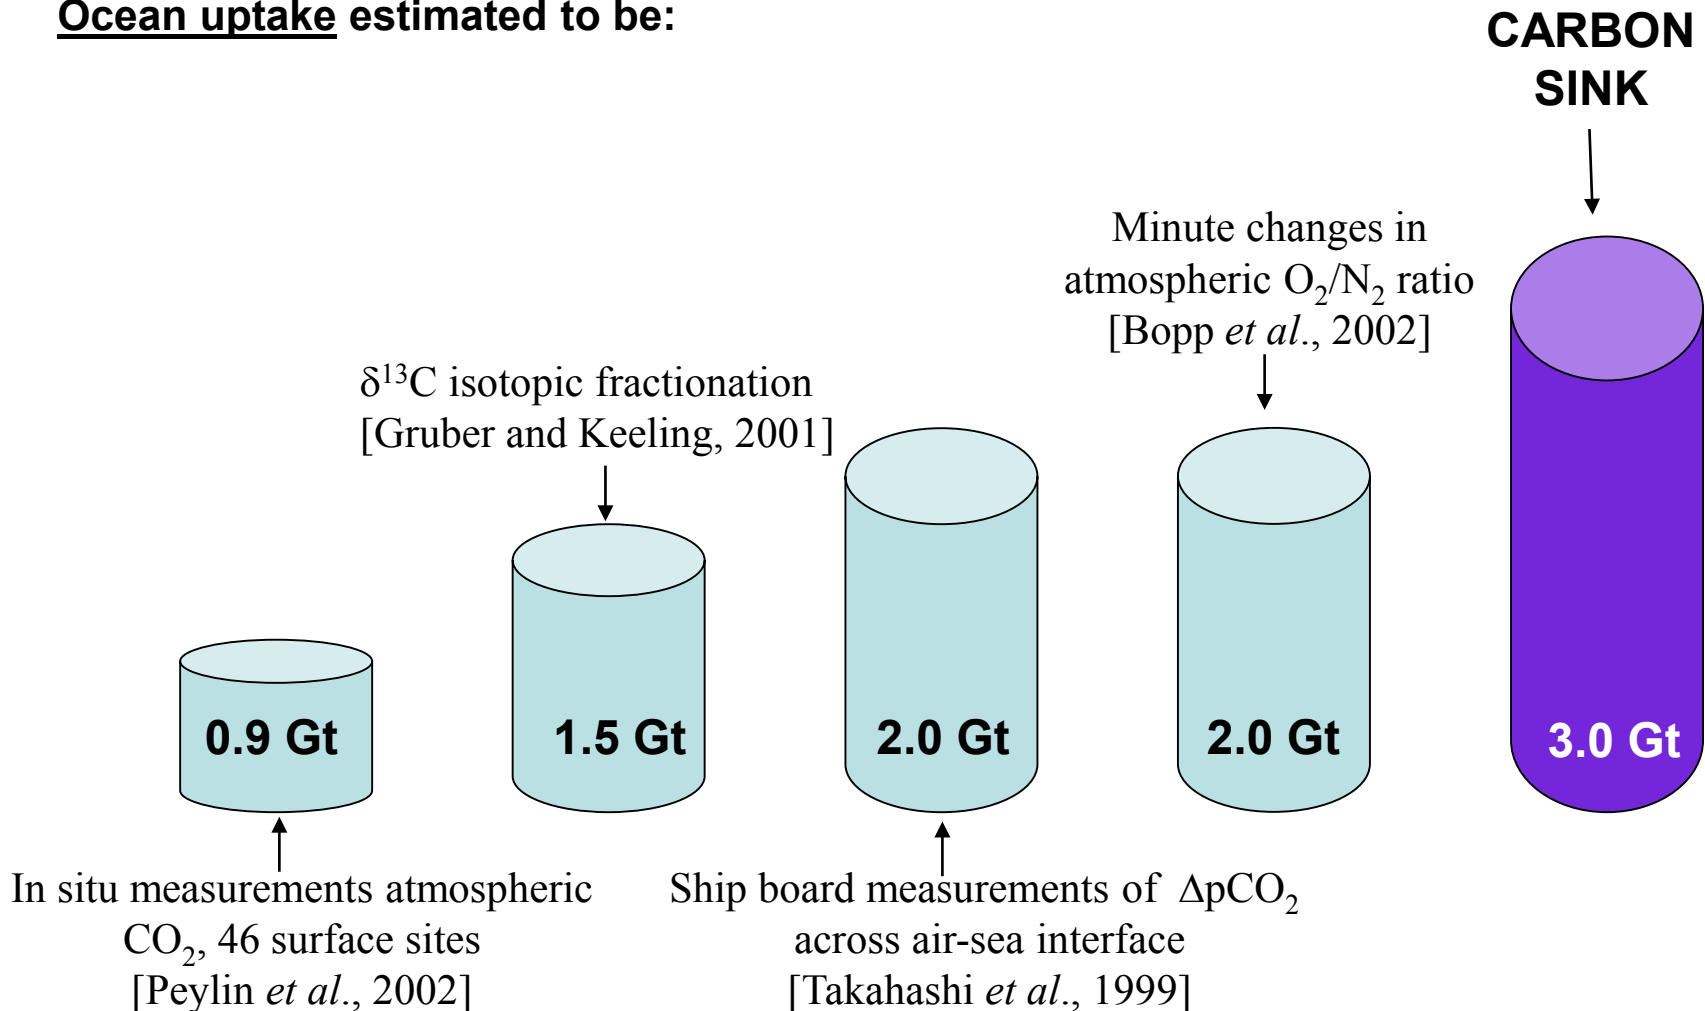 Ocean uptake estimated to be:
CARBON
SINK
Minute changes in
atmospheric O₂/N₂ ratio
[Bopp et al., 2002]
δ¹³C isotopic fractionation
[Gruber and Keeling, 2001]
0.9 Gt
1.5 Gt
2.0 Gt
2.0 Gt
3.0 Gt
In situ measurements atmospheric
CO₂, 46 surface sites
[Peylin et al., 2002]
Ship board measurements of ΔpCO₂
across air-sea interface
[Takahashi et al., 1999]